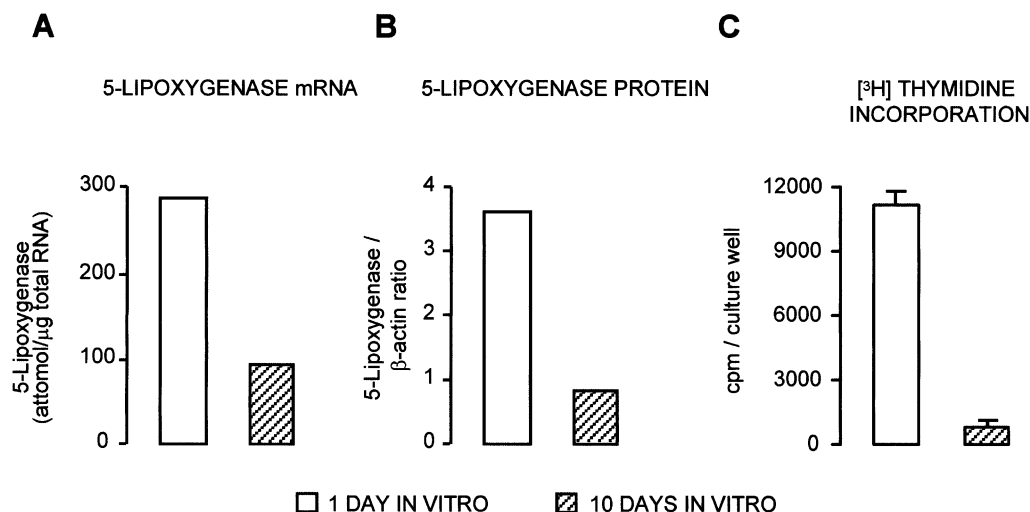 A
B
C
5-LIPOXYGENASE mRNA
5-LIPOXYGENASE PROTEIN
[³H] THYMIDINE
INCORPORATION
5-Lipoxygenase
(attomol/μg total RNA)
300
200
100
0
5-Lipoxygenase /
β-actin ratio
4
3
2
1
0
cpm / culture well
12000
9000
6000
3000
0
1 DAY IN VITRO
10 DAYS IN VITRO